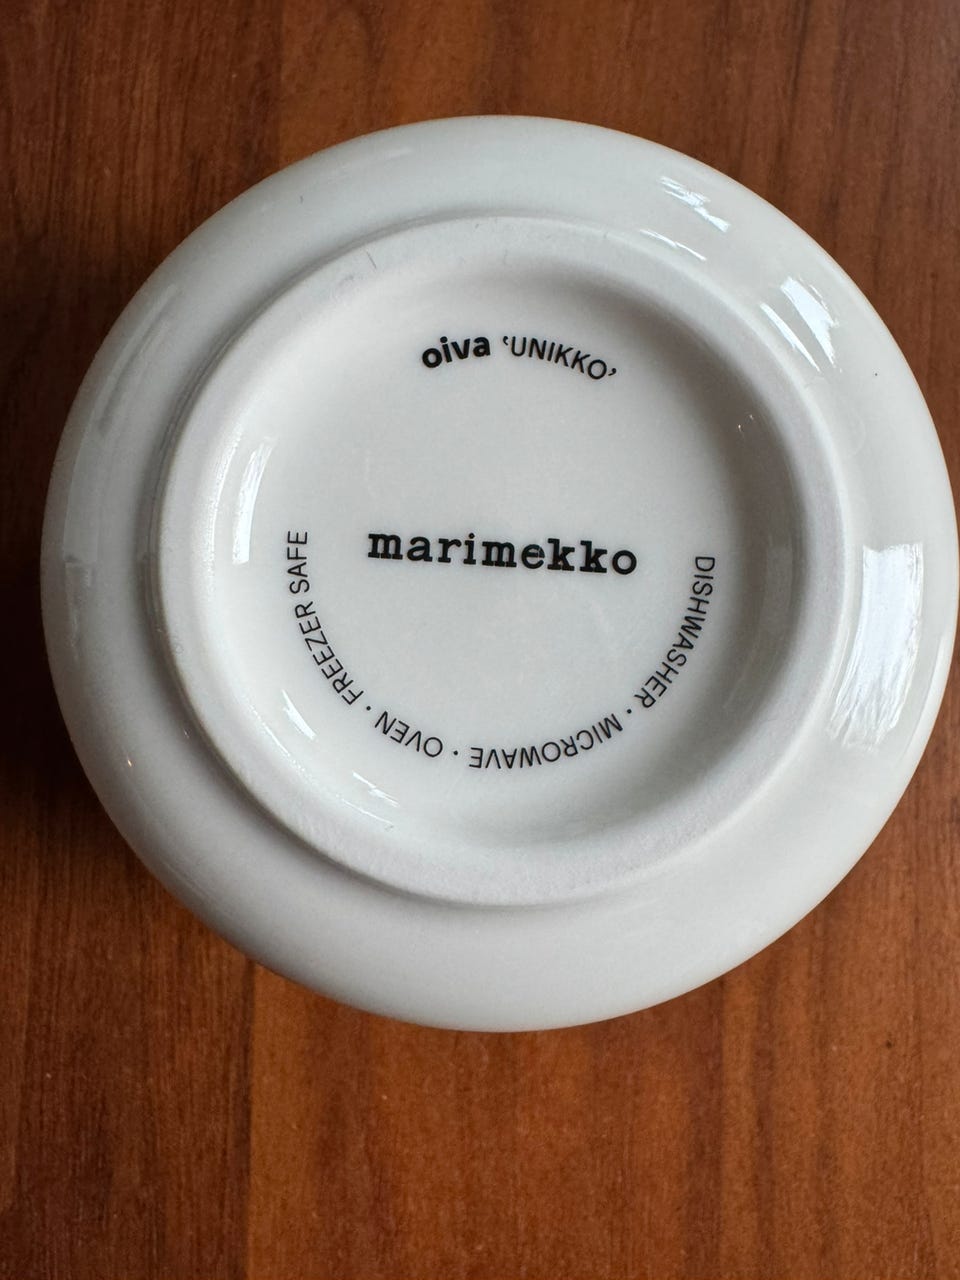 oiva ‘UNIKKO’
marimekko
DISHWASHER · MICROWAVE · OVEN · FREEZER SAFE